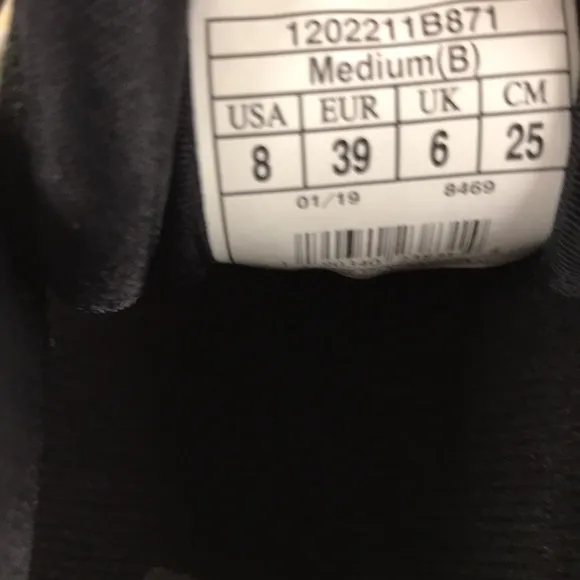 1202211B871
Medium(B)
USA EUR UK CM
8 39 6 25
01/19 8469